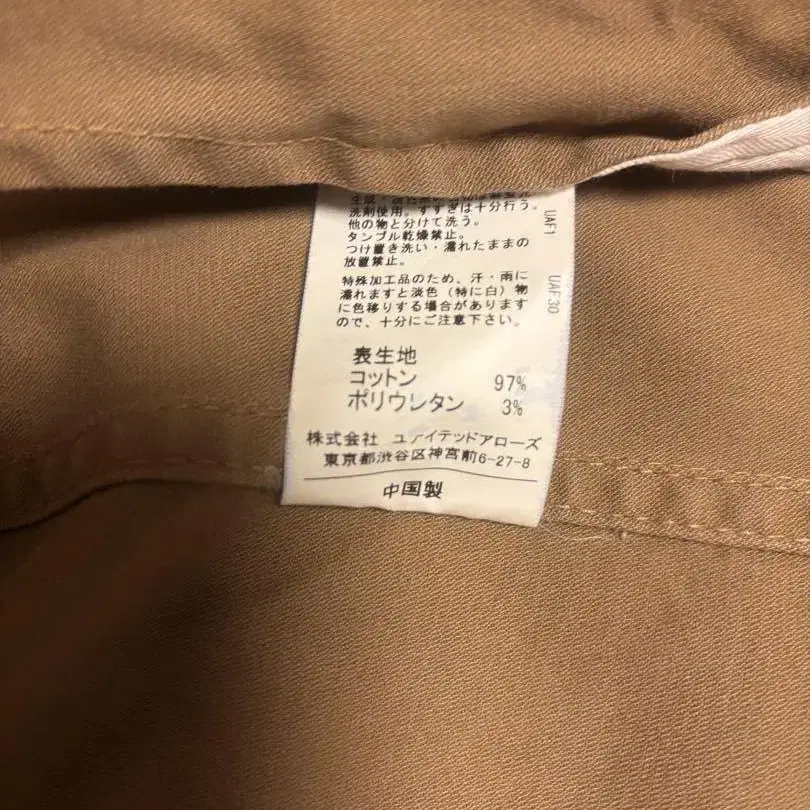 洗剤使用。すすぎは十分行う。
他の物と分けて洗う。
タンブル乾燥禁止。
つけ置き洗い・濡れたままの
放置禁止。
特殊加工品のため、汗・雨に
濡れますと淡色（特に白）物
に色移りする場合があります
ので、十分にご注意下さい。
表生地
コットン 97%
ポリウレタン 3%
株式会社 ユナイテッドアローズ
東京都渋谷区神宮前6-27-8
中国製
UAF1 UAF30